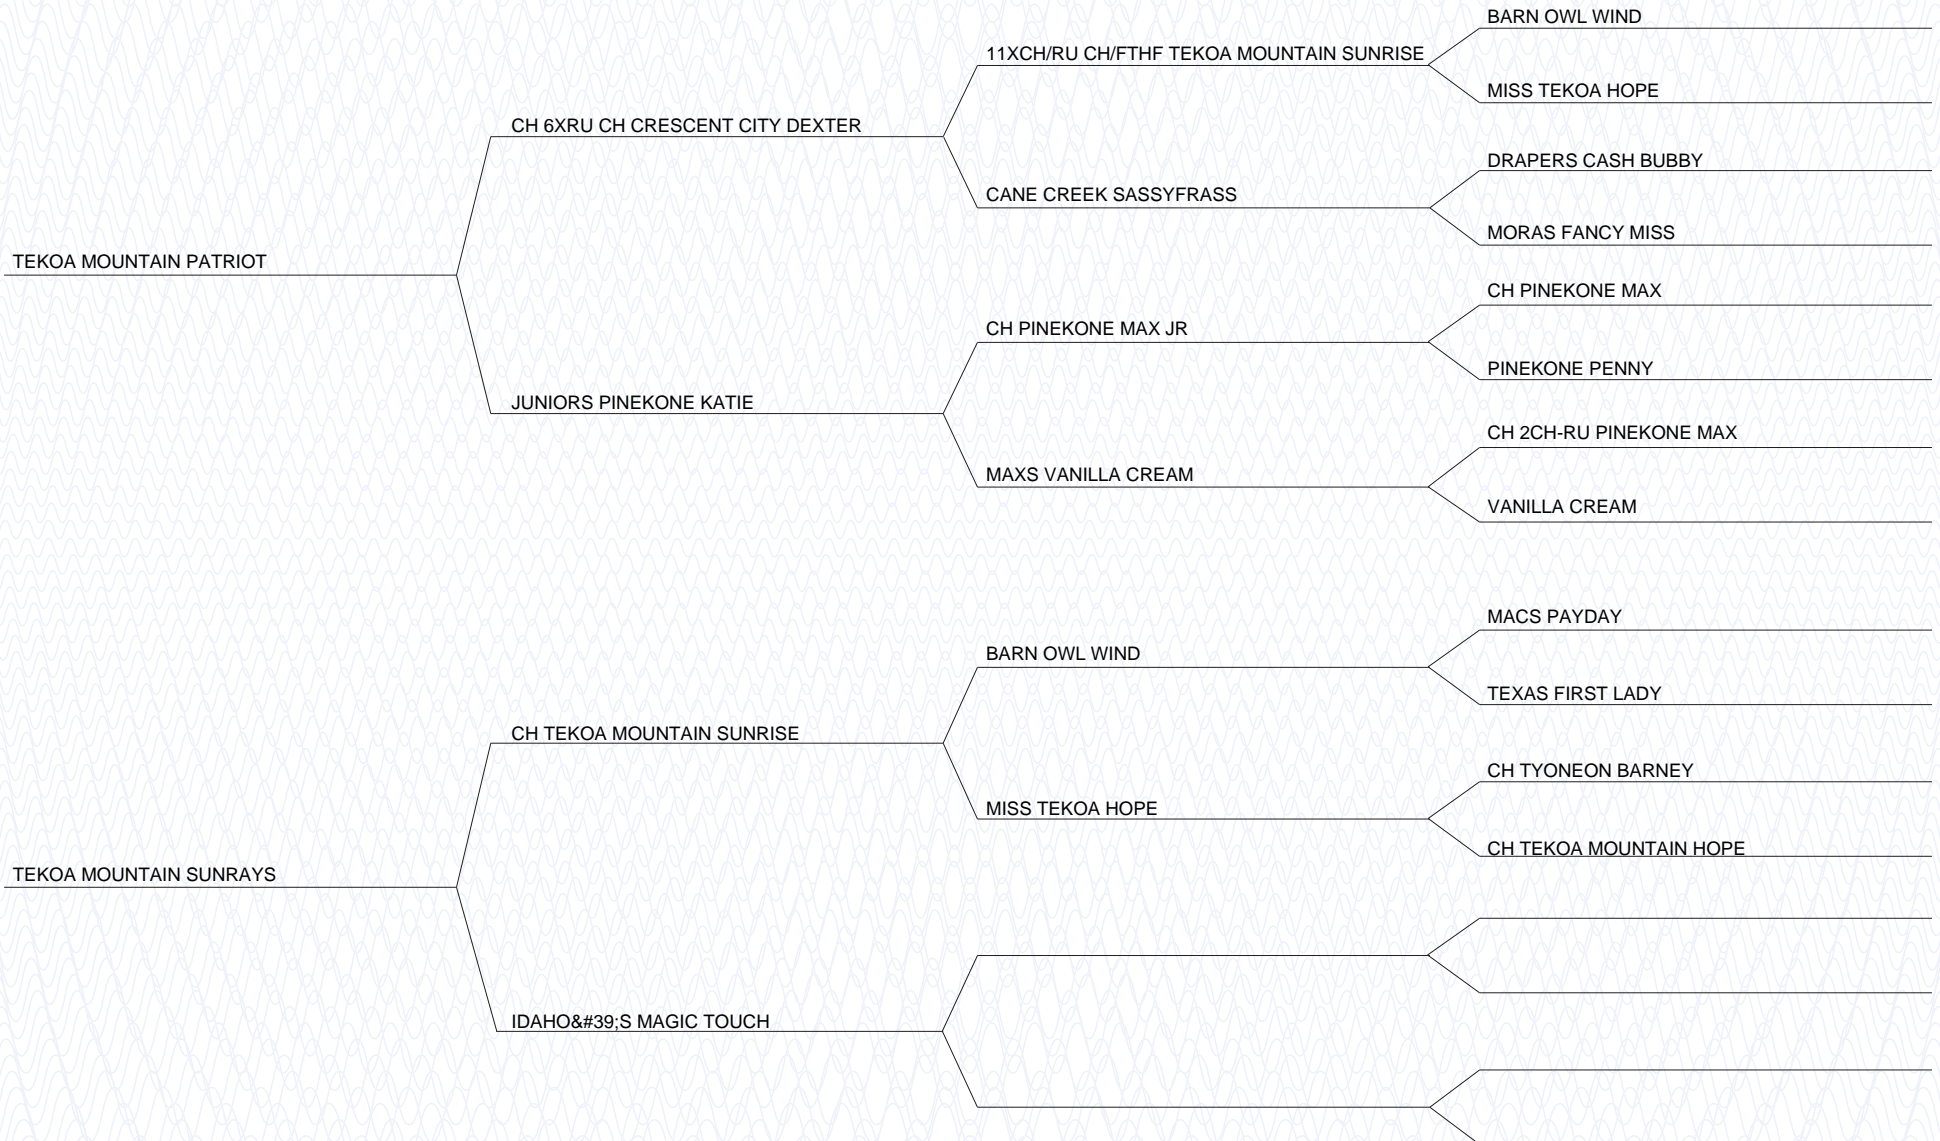 BARN OWL WIND
11XCH/RU CH/FTHF TEKOA MOUNTAIN SUNRISE
MISS TEKOA HOPE
CH 6XRU CH CRESCENT CITY DEXTER
DRAPERS CASH BUBBY
CANE CREEK SASSYFRASS
MORAS FANCY MISS
TEKOA MOUNTAIN PATRIOT
CH PINEKONE MAX
CH PINEKONE MAX JR
PINEKONE PENNY
JUNIORS PINEKONE KATIE
CH 2CH-RU PINEKONE MAX
MAXS VANILLA CREAM
VANILLA CREAM
MACS PAYDAY
BARN OWL WIND
TEXAS FIRST LADY
CH TEKOA MOUNTAIN SUNRISE
CH TYONEON BARNEY
MISS TEKOA HOPE
CH TEKOA MOUNTAIN HOPE
TEKOA MOUNTAIN SUNRAYS
IDAHO&#39;S MAGIC TOUCH